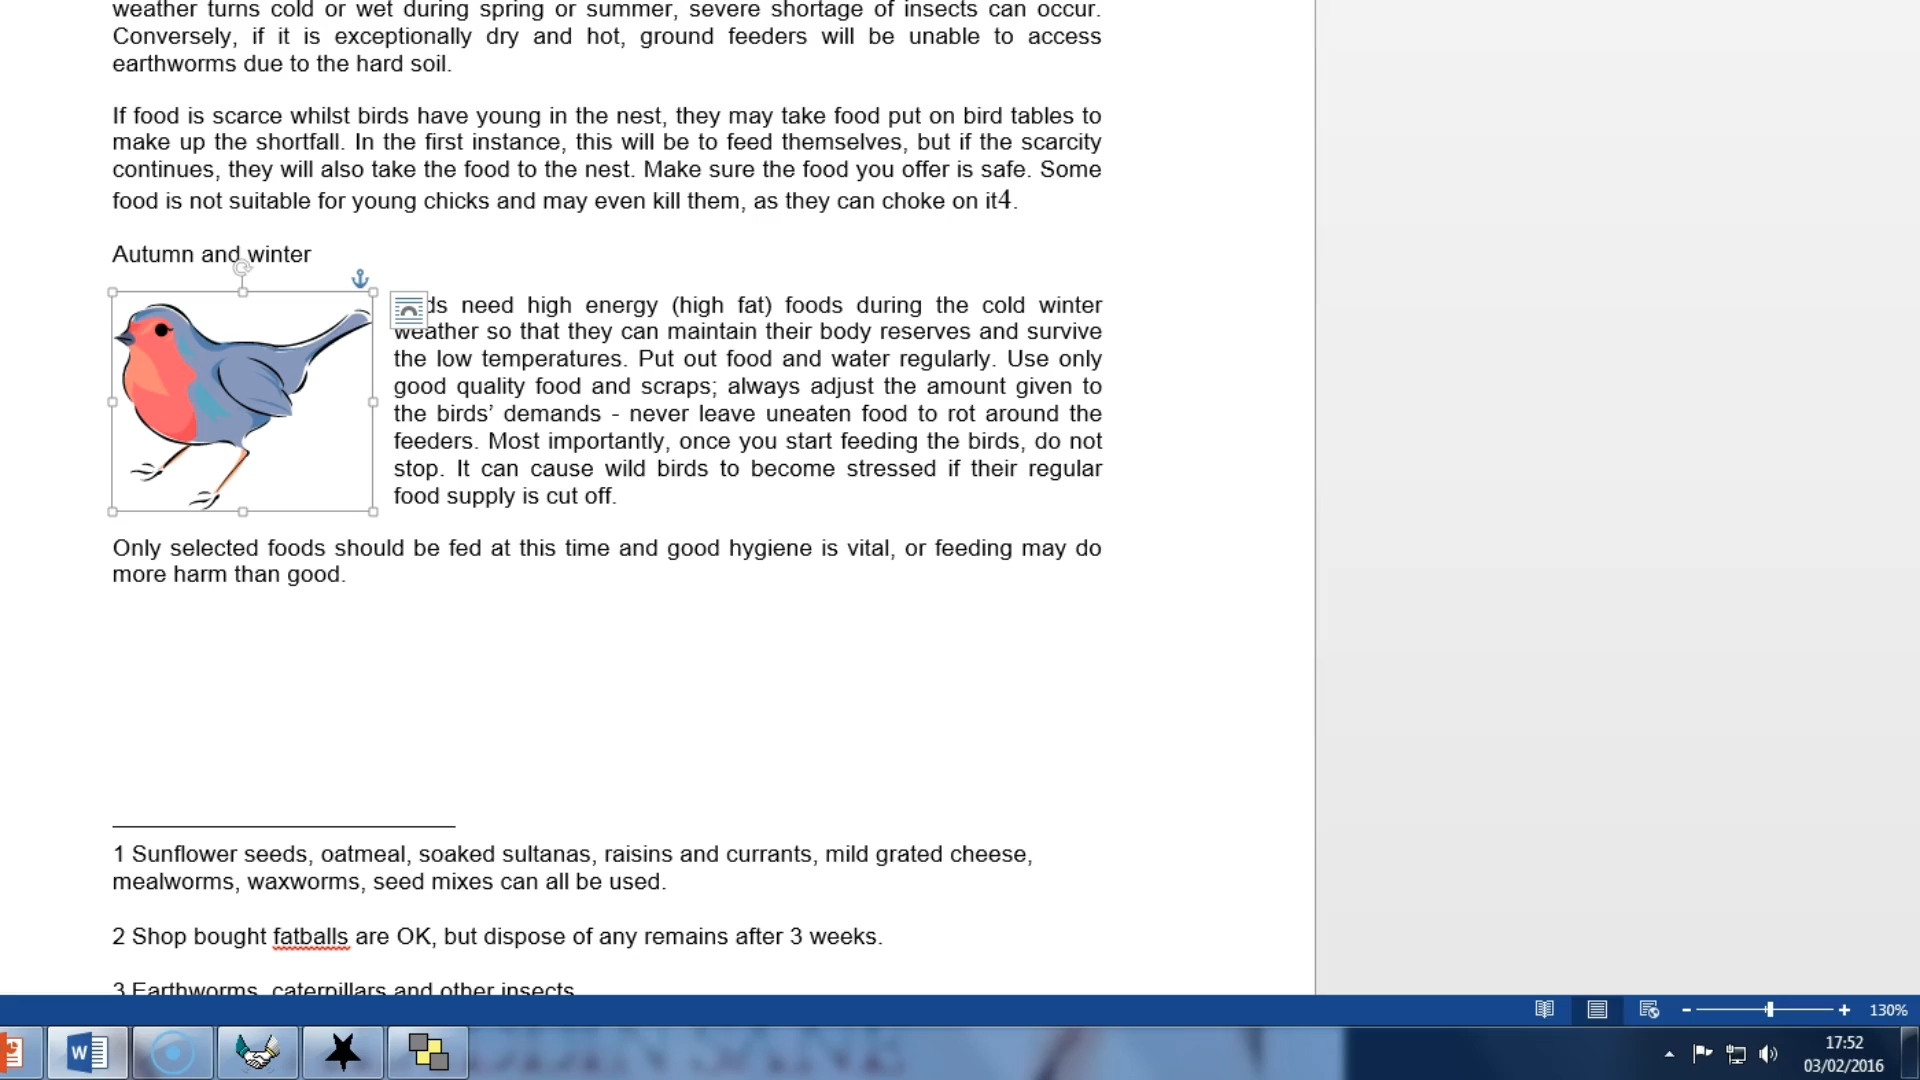 weather turns cold or wet during spring or summer, severe shortage of insects can occur.
Conversely, if it is exceptionally dry and hot, ground feeders will be unable to access
earthworms due to the hard soil.
If food is scarce whilst birds have young in the nest, they may take food put on bird tables to
make up the shortfall. In the first instance, this will be to feed themselves, but if the scarcity
continues, they will also take the food to the nest. Make sure the food you offer is safe. Some
food is not suitable for young chicks and may even kill them, as they can choke on it4.
Autumn and winter
ds need high energy (high fat) foods during the cold winter
weather so that they can maintain their body reserves and survive
the low temperatures. Put out food and water regularly. Use only
good quality food and scraps; always adjust the amount given to
the birds’ demands - never leave uneaten food to rot around the
feeders. Most importantly, once you start feeding the birds, do not
stop. It can cause wild birds to become stressed if their regular
food supply is cut off.
Only selected foods should be fed at this time and good hygiene is vital, or feeding may do
more harm than good.
1 Sunflower seeds, oatmeal, soaked sultanas, raisins and currants, mild grated cheese,
mealworms, waxworms, seed mixes can all be used.
2 Shop bought fatballs are OK, but dispose of any remains after 3 weeks.
3 Earthworms, caterpillars and other insects
130%
W
17:52
03/02/2016